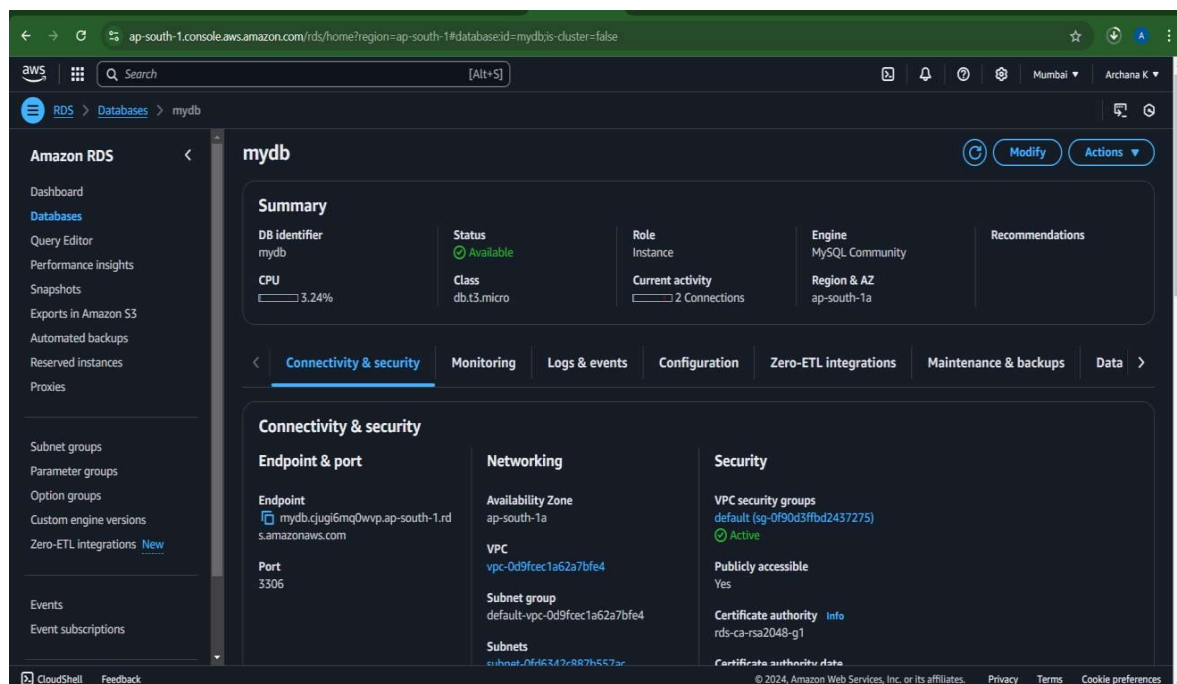 ap-south-1.console.aws.amazon.com/rds/home?region=ap-south-1#database:id=mydb;is-cluster=false
A
aws
Search
[Alt+S]
Mumbai
Archana K
RDS > Databases > mydb
Amazon RDS
Dashboard
Databases
Query Editor
Performance insights
Snapshots
Exports in Amazon S3
Automated backups
Reserved instances
Proxies
Subnet groups
Parameter groups
Option groups
Custom engine versions
Zero-ETL integrations New
Events
Event subscriptions
mydb
Modify
Actions
Summary
DB identifier
mydb
Status
Available
Role
Instance
Engine
MySQL Community
Recommendations
CPU
3.24%
Class
db.t3.micro
Current activity
2 Connections
Region & AZ
ap-south-1a
Connectivity & security
Monitoring
Logs & events
Configuration
Zero-ETL integrations
Maintenance & backups
Data
Connectivity & security
Endpoint & port
Endpoint
mydb.cjugi6mq0wvp.ap-south-1.rd
s.amazonaws.com
Port
3306
Networking
Availability Zone
ap-south-1a
VPC
vpc-0d9fcec1a62a7bfe4
Subnet group
default-vpc-0d9fcec1a62a7bfe4
Subnets
subnet-0fd6342c887b557ac
Security
VPC security groups
default (sg-0f90d3ffbd2437275)
Active
Publicly accessible
Yes
Certificate authority Info
rds-ca-rsa2048-g1
Certificate authority date
CloudShell
Feedback
© 2024, Amazon Web Services, Inc. or its affiliates.
Privacy
Terms
Cookie preferences